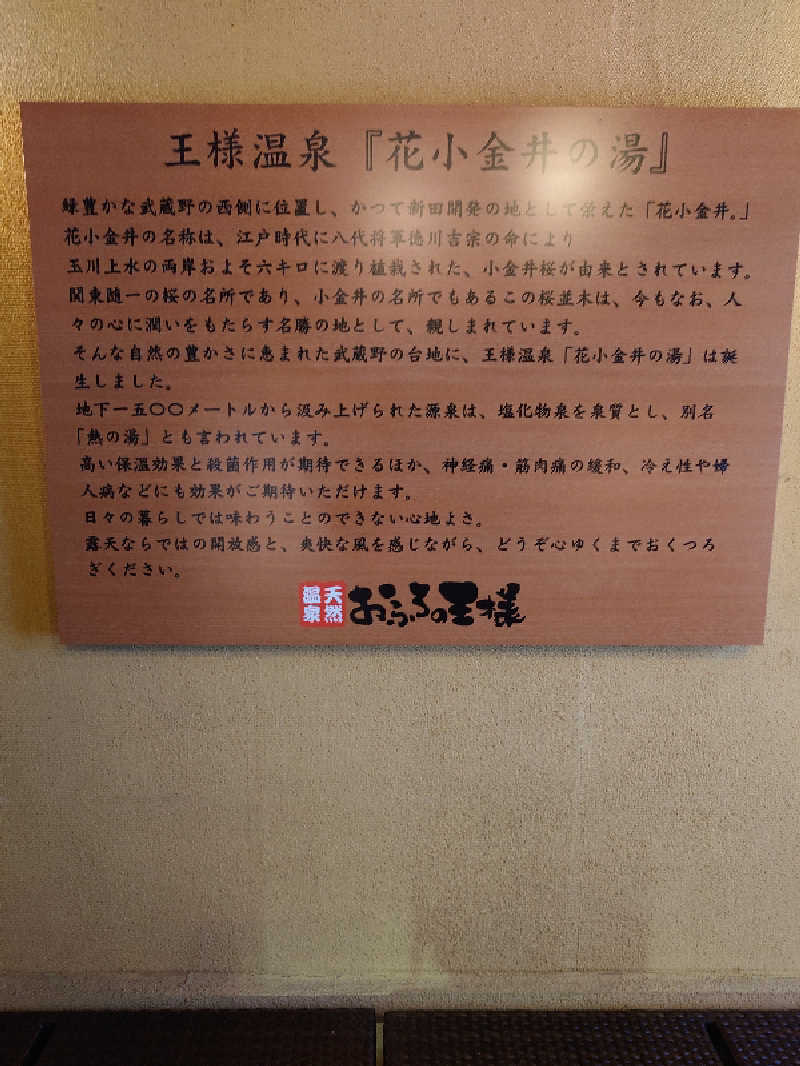 王様温泉『花小金井の湯』
緑豊かな武蔵野の西側に位置し、かつて新田開発の地として栄えた「花小金井。」
花小金井の名称は、江戸時代に八代将軍徳川吉宗の命により
玉川上水の両岸およそ六キロに渡り植栽された、小金井桜が由来とされています。
関東随一の桜の名所であり、小金井の名所でもあるこの桜並木は、今もなお、人
々の心に潤いをもたらす名勝の地として、親しまれています。
そんな自然の豊かさに恵まれた武蔵野の台地に、王様温泉「花小金井の湯」は誕
生しました。
地下一五〇〇メートルから汲み上げられた源泉は、塩化物泉を泉質とし、別名
「熱の湯」とも言われています。
高い保温効果と殺菌作用が期待できるほか、神経痛・筋肉痛の緩和、冷え性や婦
人病などにも効果がご期待いただけます。
日々の暮らしでは味わうことのできない心地よさ。
露天ならではの開放感と、爽快な風を感じながら、どうぞ心ゆくまでおくつろ
ぎください。
天然温泉 おふろの王様